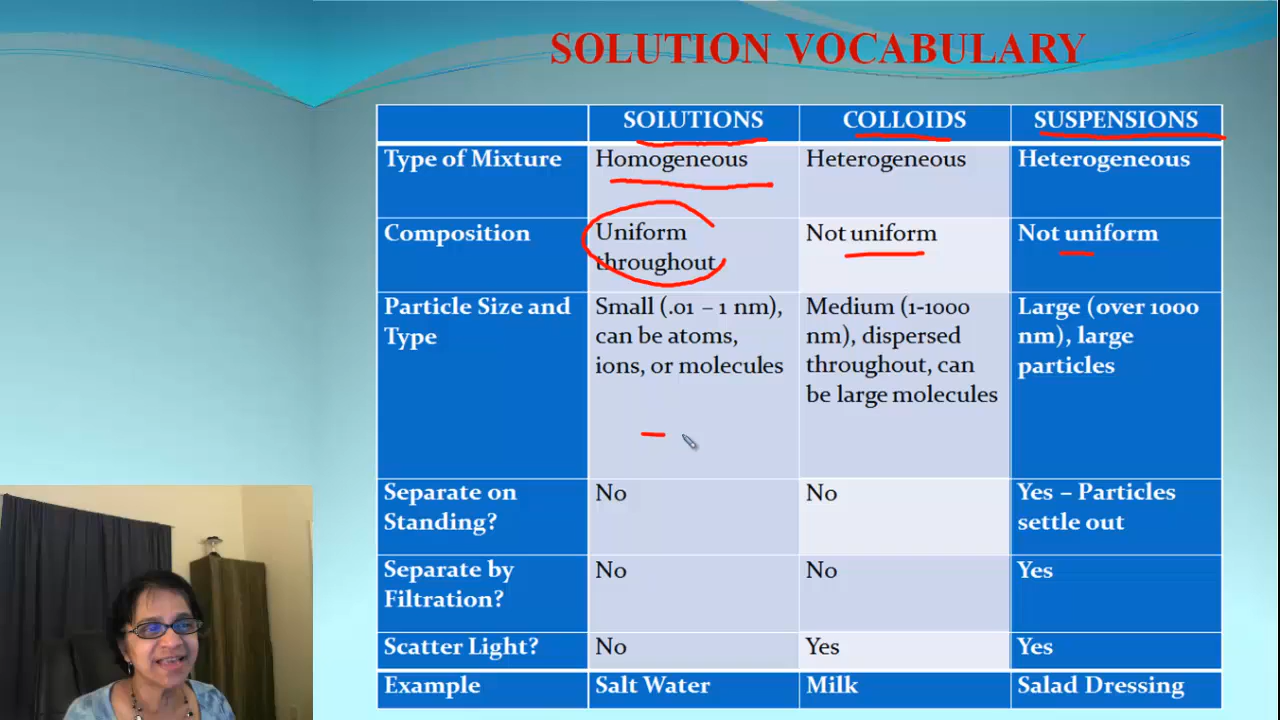 SOLUTION VOCABULARY
SOLUTIONS COLLOIDS SUSPENSIONS
Type of Mixture Homogeneous Heterogeneous Heterogeneous
Composition Uniform Not uniform Not uniform
throughout
Particle Size and Small (.01 – 1 nm), Medium (1-1000 Large (over 1000
Type can be atoms, nm), dispersed nm), large
ions, or molecules throughout, can particles
be large molecules
Separate on No No Yes – Particles
Standing? settle out
Separate by No No Yes
Filtration?
Scatter Light? No Yes Yes
Example Salt Water Milk Salad Dressing